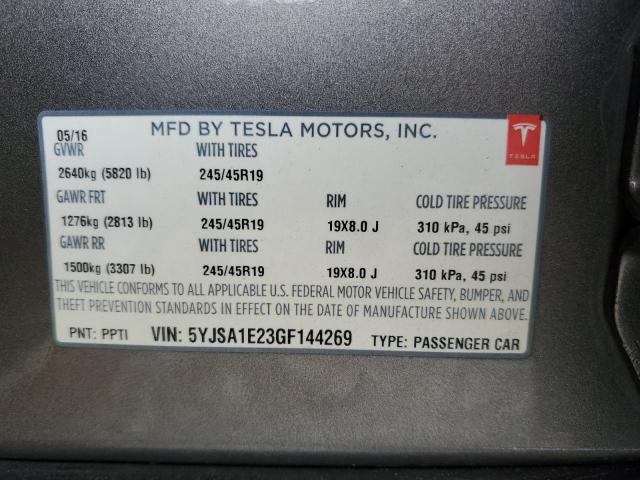 05/16 MFD BY TESLA MOTORS, INC.
TESLA
GVWR WITH TIRES
2640kg (5820 lb) 245/45R19
GAWR FRT WITH TIRES RIM COLD TIRE PRESSURE
1276kg (2813 lb) 245/45R19 19X8.0 J 310 kPa, 45 psi
GAWR RR WITH TIRES RIM COLD TIRE PRESSURE
1500kg (3307 lb) 245/45R19 19X8.0 J 310 kPa, 45 psi
THIS VEHICLE CONFORMS TO ALL APPLICABLE U.S. FEDERAL MOTOR VEHICLE SAFETY, BUMPER, AND
THEFT PREVENTION STANDARDS IN EFFECT ON THE DATE OF MANUFACTURE SHOWN ABOVE.
PNT: PPTI VIN: 5YJSA1E23GF144269 TYPE: PASSENGER CAR